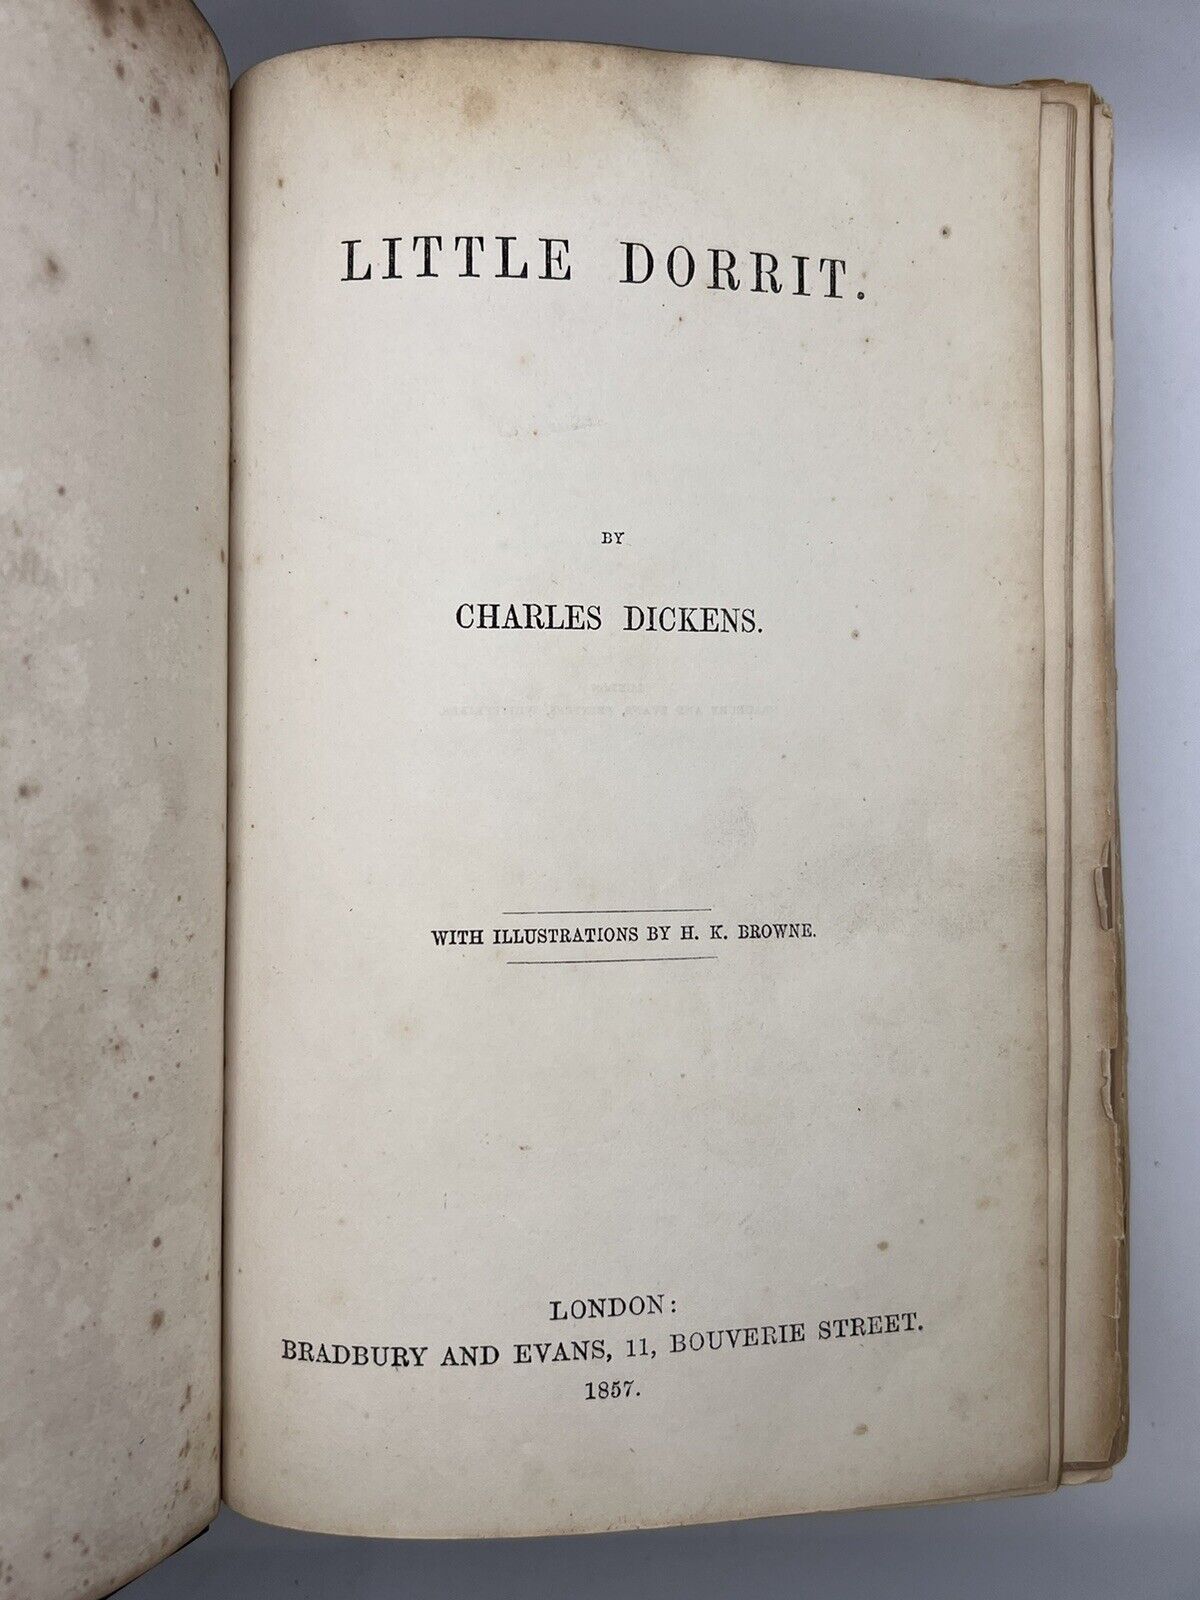 LITTLE DORRIT.
BY
CHARLES DICKENS.
WITH ILLUSTRATIONS BY H. K. BROWNE.
LONDON:
BRADBURY AND EVANS, 11, BOUVERIE STREET.
1857.